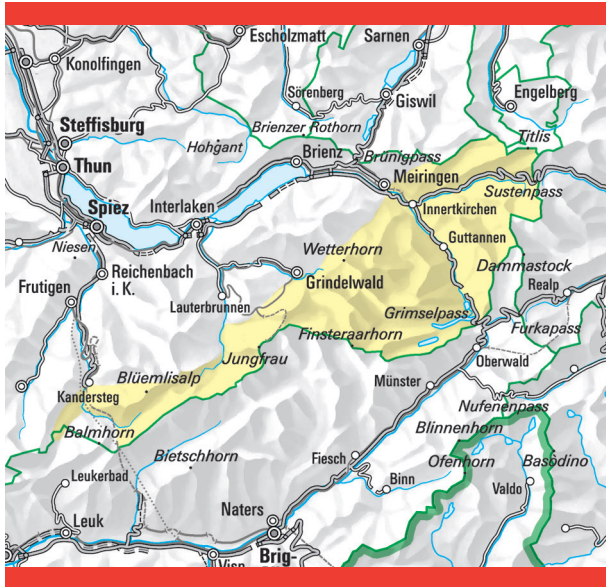 Escholzmatt
Sarnen
Konolfingen
Sörenberg
Giswil
Engelberg
Steffisburg
Hohgant
Brienzer Rothorn
Titlis
Thun
Brienz
Brünigpass
Meiringen
Sustenpass
Spiez
Interlaken
Innertkirchen
Niesen
Wetterhorn
Guttannen
Reichenbach
i. K.
Grindelwald
Dammastock
Frutigen
Lauterbrunnen
Realp
Grimselpass
Finsteraarhorn
Furkapass
Jungfrau
Oberwald
Blüemlisalp
Münster
Kandersteg
Nufenenpass
Balmhorn
Blinnenhorn
Bietschhorn
Fiesch
Ofenhorn
Basòdino
Leukerbad
Binn
Valdo
Naters
Leuk
Brig-
Visp